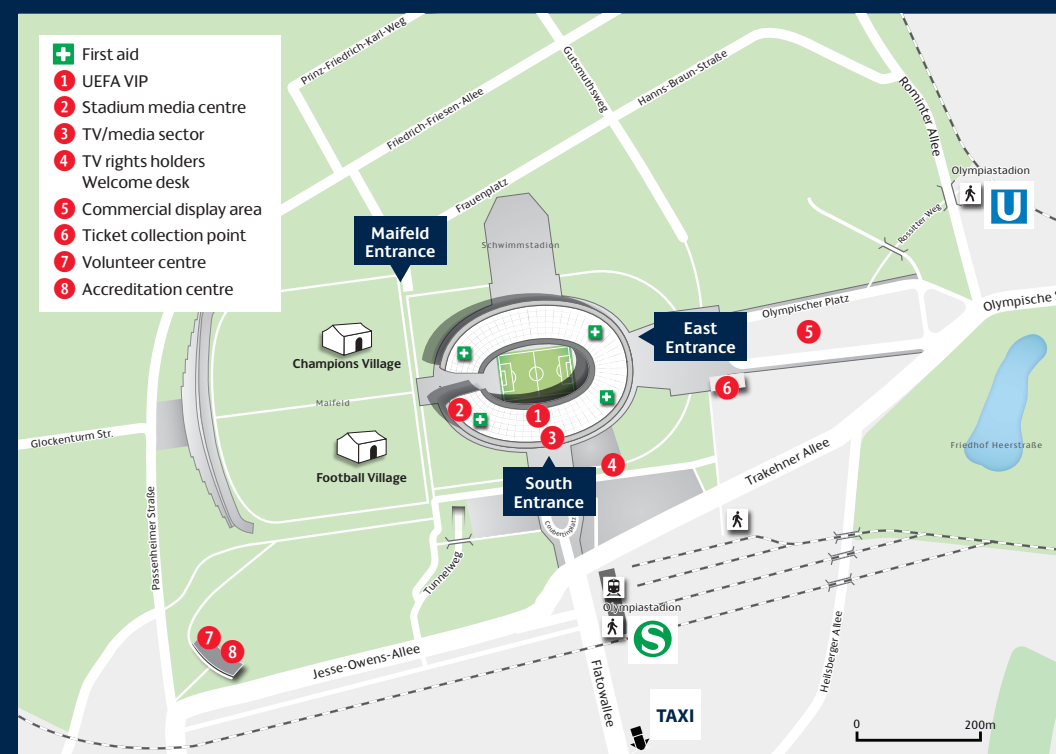 First aid
1 UEFA VIP
2 Stadium media centre
3 TV/media sector
4 TV rights holders
Welcome desk
5 Commercial display area
6 Ticket collection point
7 Volunteer centre
8 Accreditation centre
Prinz-Friedrich-Karl-Weg
Friedrich-Friesen-Allee
Gutsmuthsweg
Hanns-Braun-Straße
Rominter Allee
Olympiastadion
U
Rossitter Weg
Frauenplatz
Maifeld
Entrance
Schwimmstadion
Olympischer Platz
Olympische
5
East
Entrance
Champions Village
6
Maifeld
2
1
3
Glockenturm Str.
Friedhof Heerstraße
4
Football Village
South
Entrance
Trakehner Allee
Coubertinplatz
Passenheimer Straße
Tunnelweg
Olympiastadion
S
7
8
Jesse-Owens-Allee
Flatowallee
Heilsberger Allee
TAXI
0
200m